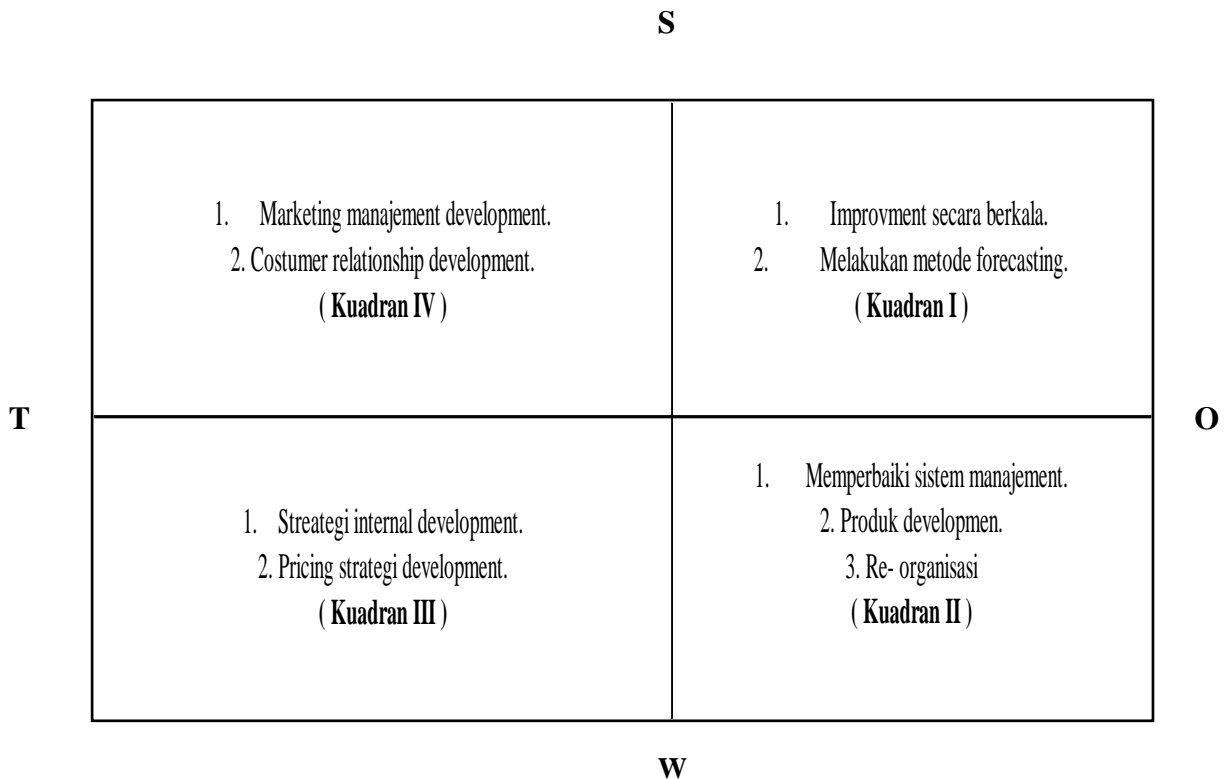 S
1. Marketing manajement development.
2. Costumer relationship development.
( Kuadran IV )
1. Improvment secara berkala.
2. Melakukan metode forecasting.
( Kuadran I )
T
O
1. Streategi internal development.
2. Pricing strategi development.
( Kuadran III )
1. Memperbaiki sistem manajement.
2. Produk developmen.
3. Re- organisasi
( Kuadran II )
W